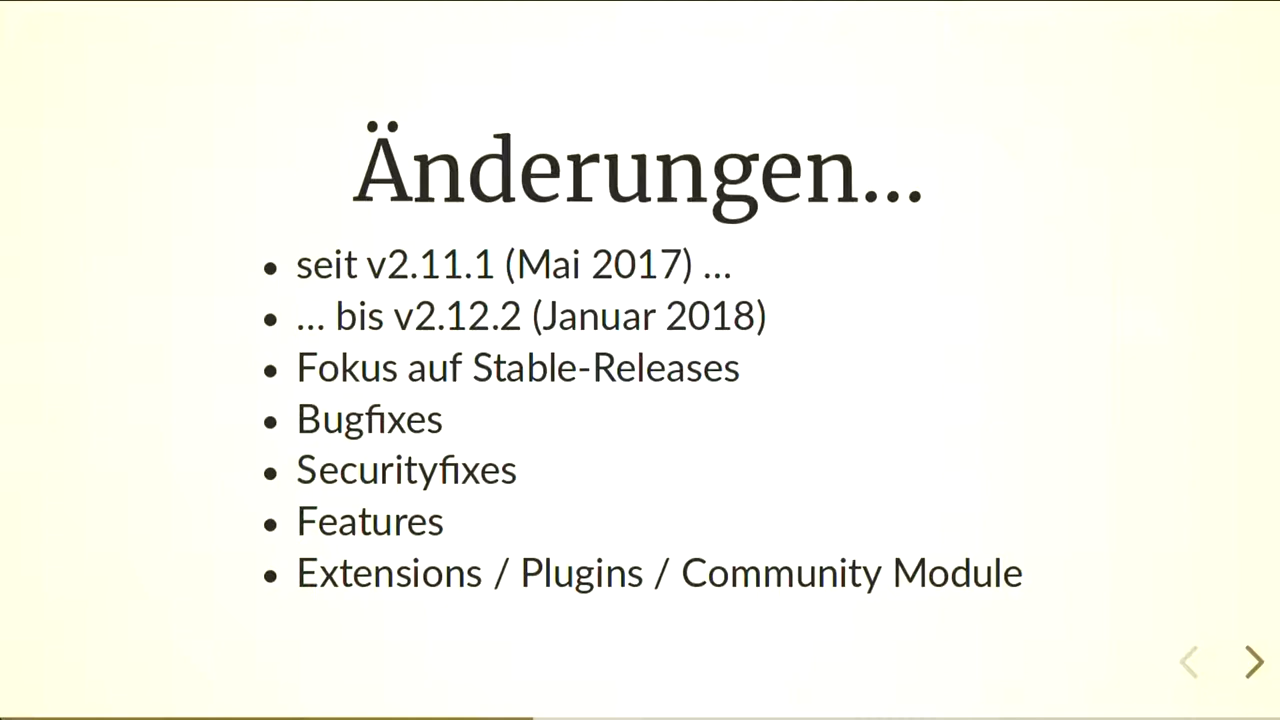 Änderungen...
seit v2.11.1 (Mai 2017) ...
... bis v2.12.2 (Januar 2018)
Fokus auf Stable-Releases
Bugfixes
Securityfixes
Features
Extensions / Plugins / Community Module